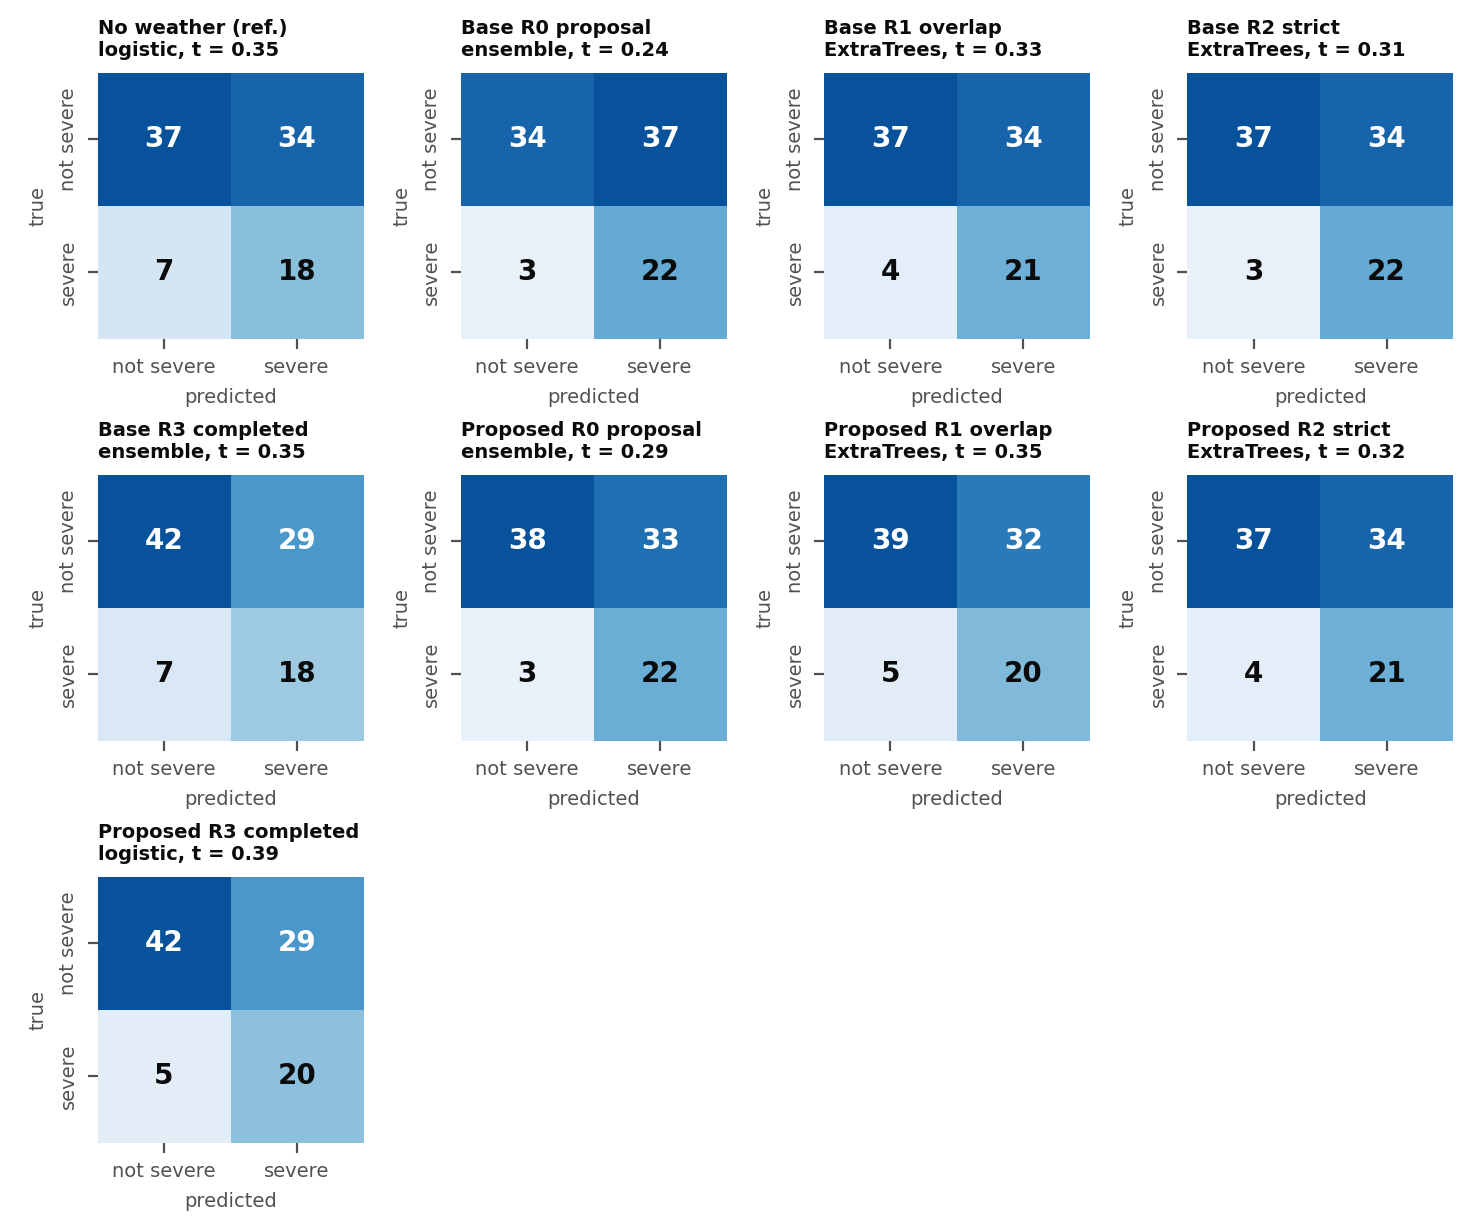 No weather (ref.)
logistic, t = 0.35
true
not severe
severe
37
34
7
18
not severe
severe
predicted
Base R0 proposal
ensemble, t = 0.24
true
not severe
severe
34
37
3
22
not severe
severe
predicted
Base R1 overlap
ExtraTrees, t = 0.33
true
not severe
severe
37
34
4
21
not severe
severe
predicted
Base R2 strict
ExtraTrees, t = 0.31
true
not severe
severe
37
34
3
22
not severe
severe
predicted
Base R3 completed
ensemble, t = 0.35
true
not severe
severe
42
29
7
18
not severe
severe
predicted
Proposed R0 proposal
ensemble, t = 0.29
true
not severe
severe
38
33
3
22
not severe
severe
predicted
Proposed R1 overlap
ExtraTrees, t = 0.35
true
not severe
severe
39
32
5
20
not severe
severe
predicted
Proposed R2 strict
ExtraTrees, t = 0.32
true
not severe
severe
37
34
4
21
not severe
severe
predicted
Proposed R3 completed
logistic, t = 0.39
true
not severe
severe
42
29
5
20
not severe
severe
predicted